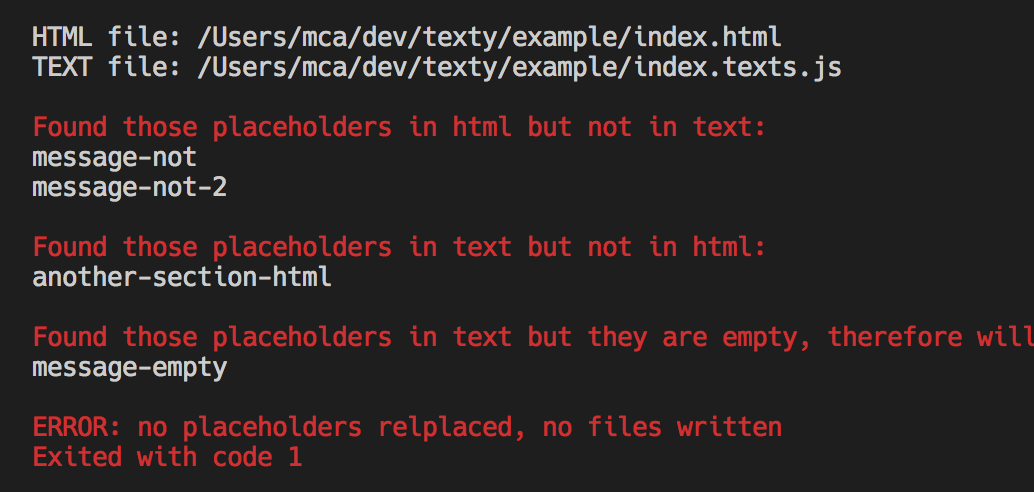 HTML file: /Users/mca/dev/texty/example/index.html
TEXT file: /Users/mca/dev/texty/example/index.texts.js
Found those placeholders in html but not in text:
message-not
message-not-2
Found those placeholders in text but not in html:
another-section-html
Found those placeholders in text but they are empty, therefore will
message-empty
ERROR: no placeholders relplaced, no files written
Exited with code 1